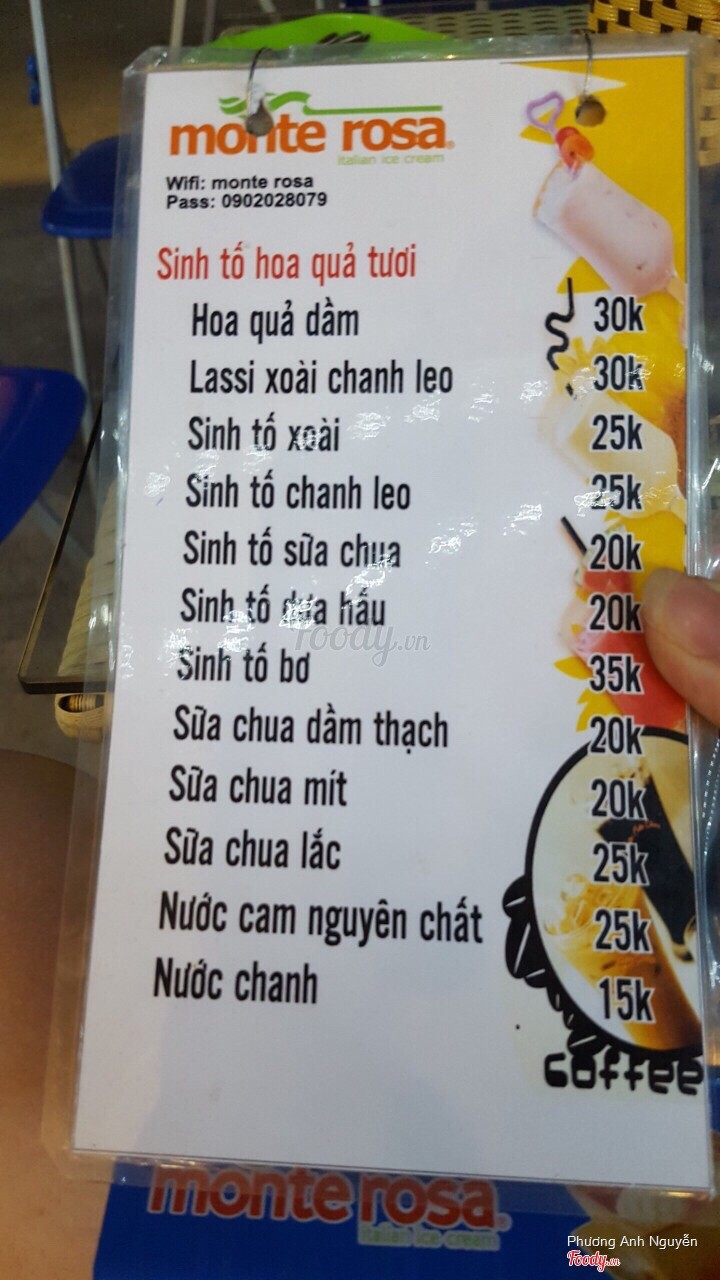 monte rosa®
italian ice cream
Wifi: monte rosa
Pass: 0902028079
Sinh tố hoa quả tươi
Hoa quả dầm 30k
Lassi xoài chanh leo 30k
Sinh tố xoài 25k
Sinh tố chanh leo 25k
Sinh tố sữa chua 20k
Sinh tố dưa hấu 20k
Foody.vn
Sinh tố bơ 35k
Sữa chua dầm thạch 20k
Sữa chua mít 20k
Sữa chua lắc 25k
Nước cam nguyên chất 25k
Nước chanh 15k
coffee
monte rosa®
italian ice cream
Phương Anh Nguyễn
Foody.vn